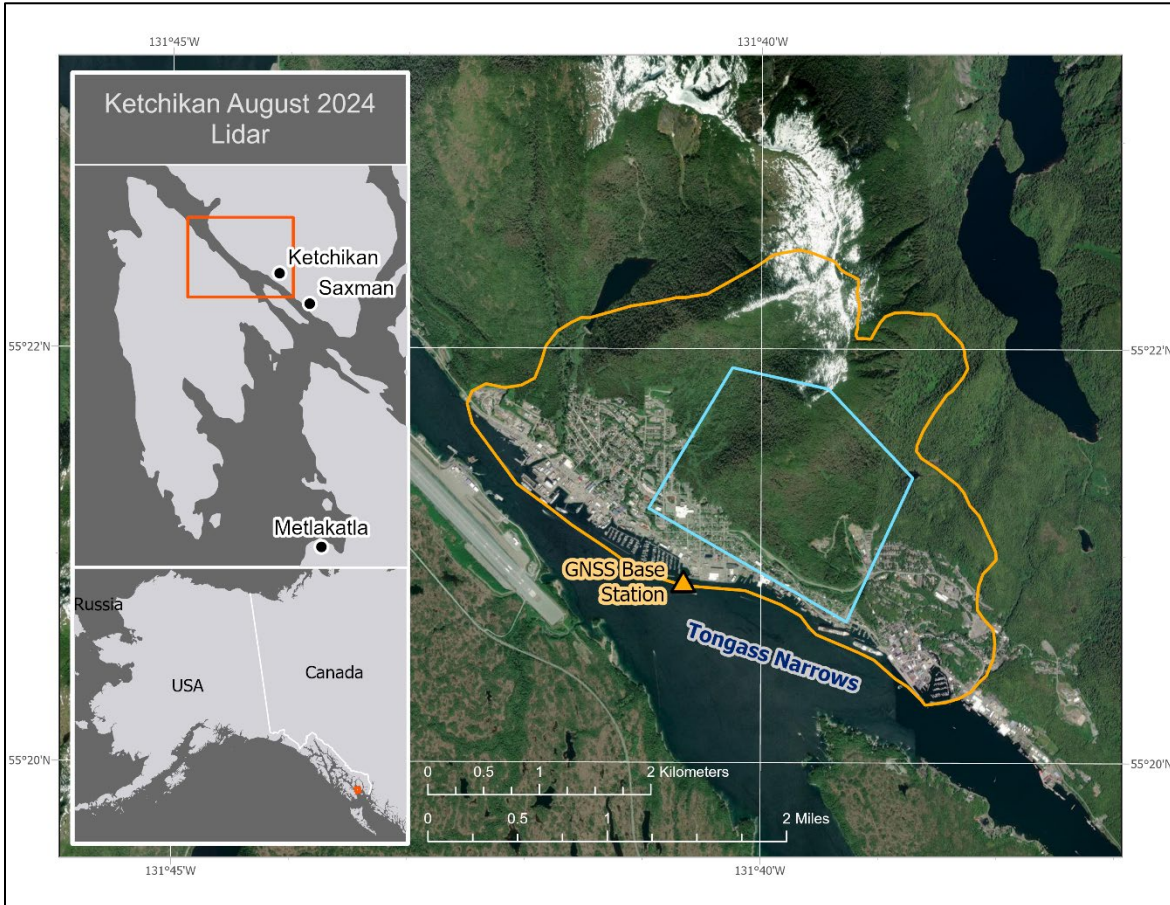 131°45'W
131°40'W
Ketchikan August 2024
Lidar
Ketchikan
Saxman
Metlakatla
55°22'N
55°22'N
GNSS Base
Station
Tongass Narrows
Russia
USA
Canada
55°20'N
55°20'N
0 0.5 1 2 Kilometers
0 0.5 1 2 Miles
131°45'W
131°40'W